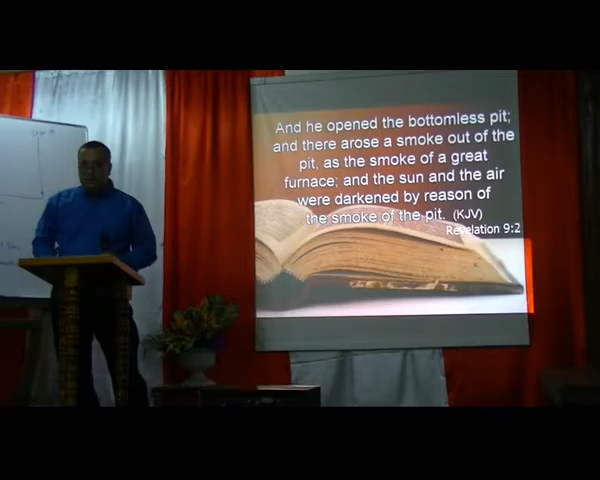 And he opened the bottomless pit;
and there arose a smoke out of the
pit, as the smoke of a great
furnace; and the sun and the air
were darkened by reason of
the smoke of the pit. (KJV)
Revelation 9:2